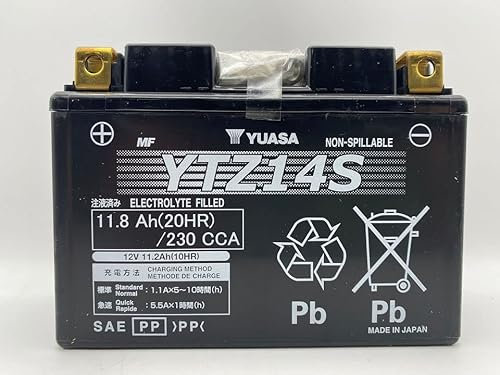 MF YUASA NON-SPILLABLE
YTZ14S
注液済み ELECTROLYTE FILLED
11.8 Ah(20HR)
/230 CCA
12V 11.2Ah(10HR)
充電方法 CHARGING METHOD
METHODE DE CHARGE
標準 Standard Normal 1.1A×5～10時間(h)
急速 Quick Rapide 5.5A×1時間(h)
SAE PP >PP<
Pb
Pb
MADE IN JAPAN